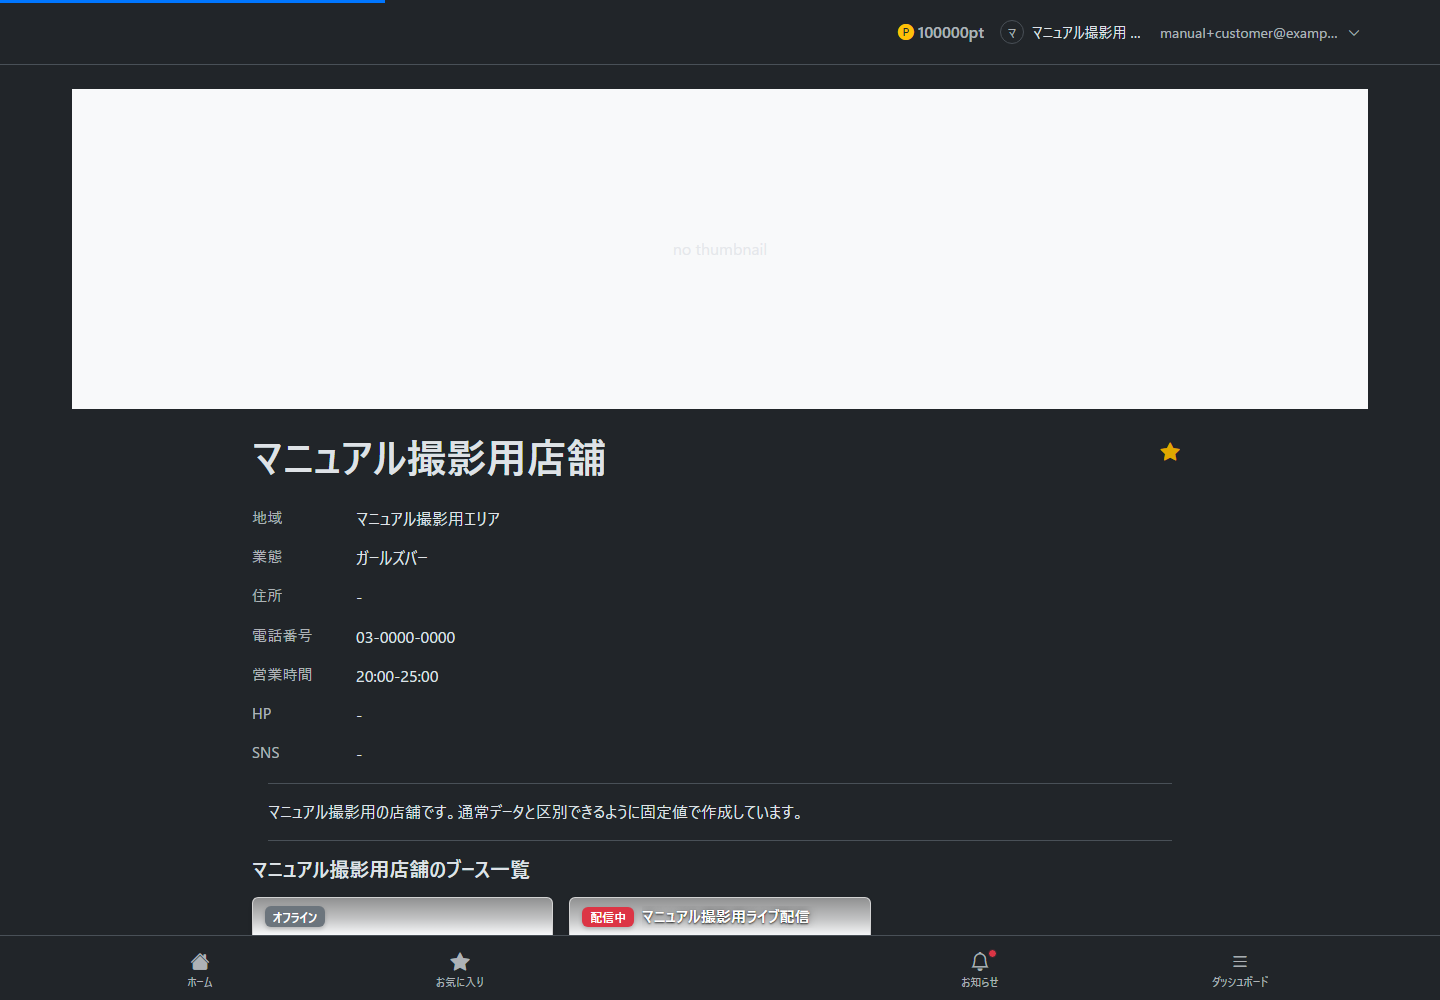 P 100000pt マ マニュアル撮影用 ... manual+customer@examp...
no thumbnail
マニュアル撮影用店舗
地域 マニュアル撮影用エリア
業態 ガールズバー
住所 -
電話番号 03-0000-0000
営業時間 20:00-25:00
HP -
SNS -
マニュアル撮影用の店舗です。通常データと区別できるように固定値で作成しています。
マニュアル撮影用店舗のブース一覧
オフライン
配信中 マニュアル撮影用ライブ配信
ホーム お気に入り お知らせ ダッシュボード